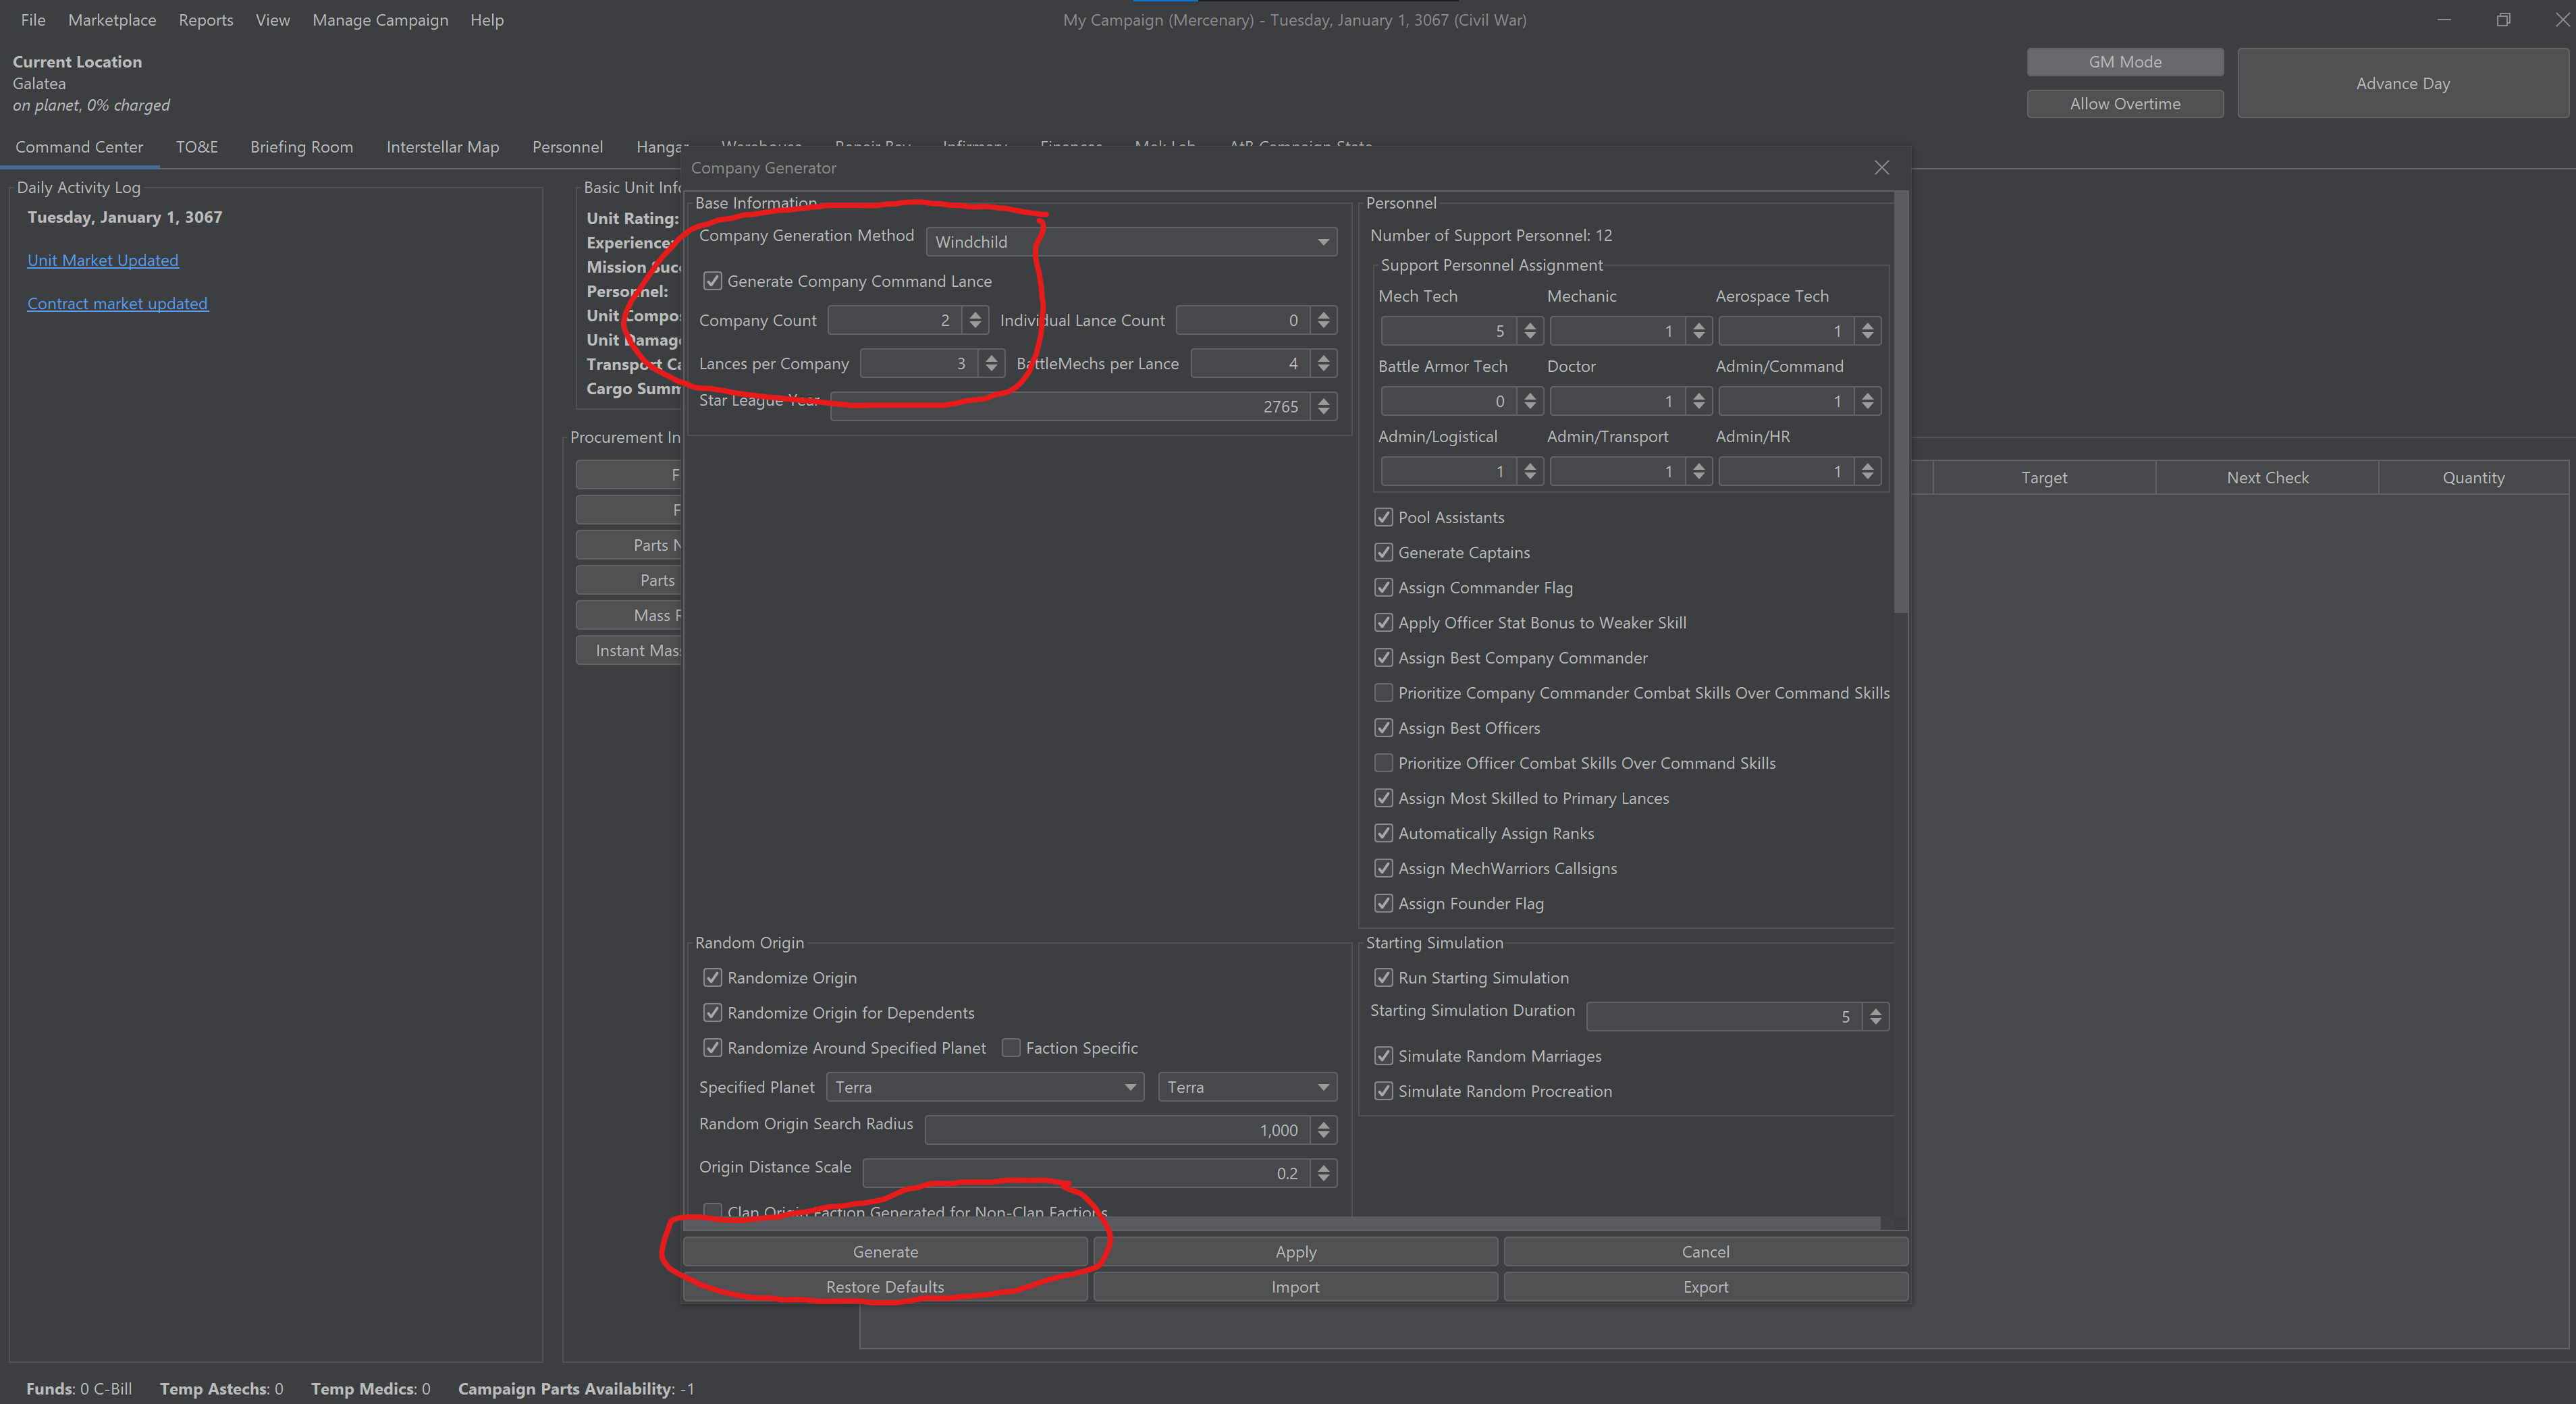 File Marketplace Reports View Manage Campaign Help
My Campaign (Mercenary) - Tuesday, January 1, 3067 (Civil War)
Current Location
Galatea
on planet, 0% charged
GM Mode
Allow Overtime
Advance Day
Command Center TO&E Briefing Room Interstellar Map Personnel Hangar Warehouse Repair Bay Infirmary Finances Mek Lab AtB Campaign State
Daily Activity Log
Tuesday, January 1, 3067
Unit Market Updated
Contract market updated
Basic Unit Info
Unit Rating:
Experience:
Mission Succ
Personnel:
Unit Compos
Unit Damage
Transport Ca
Cargo Summ
Procurement In
F
F
Parts N
Parts
Mass R
Instant Mass
Company Generator
Base Information
Company Generation Method Windchild
Generate Company Command Lance
Company Count 2 Individual Lance Count 0
Lances per Company 3 BattleMechs per Lance 4
Star League Year 2765
Personnel
Number of Support Personnel: 12
Support Personnel Assignment
Mech Tech Mechanic Aerospace Tech
5 1 1
Battle Armor Tech Doctor Admin/Command
0 1 1
Admin/Logistical Admin/Transport Admin/HR
1 1 1
Pool Assistants
Generate Captains
Assign Commander Flag
Apply Officer Stat Bonus to Weaker Skill
Assign Best Company Commander
Prioritize Company Commander Combat Skills Over Command Skills
Assign Best Officers
Prioritize Officer Combat Skills Over Command Skills
Assign Most Skilled to Primary Lances
Automatically Assign Ranks
Assign MechWarriors Callsigns
Assign Founder Flag
Random Origin
Randomize Origin
Randomize Origin for Dependents
Randomize Around Specified Planet Faction Specific
Specified Planet Terra Terra
Random Origin Search Radius 1,000
Origin Distance Scale 0.2
Clan Origin Faction Generated for Non-Clan Factions
Starting Simulation
Run Starting Simulation
Starting Simulation Duration 5
Simulate Random Marriages
Simulate Random Procreation
Generate Apply Cancel
Restore Defaults Import Export
Target Next Check Quantity
Funds: 0 C-Bill Temp Astechs: 0 Temp Medics: 0 Campaign Parts Availability: -1